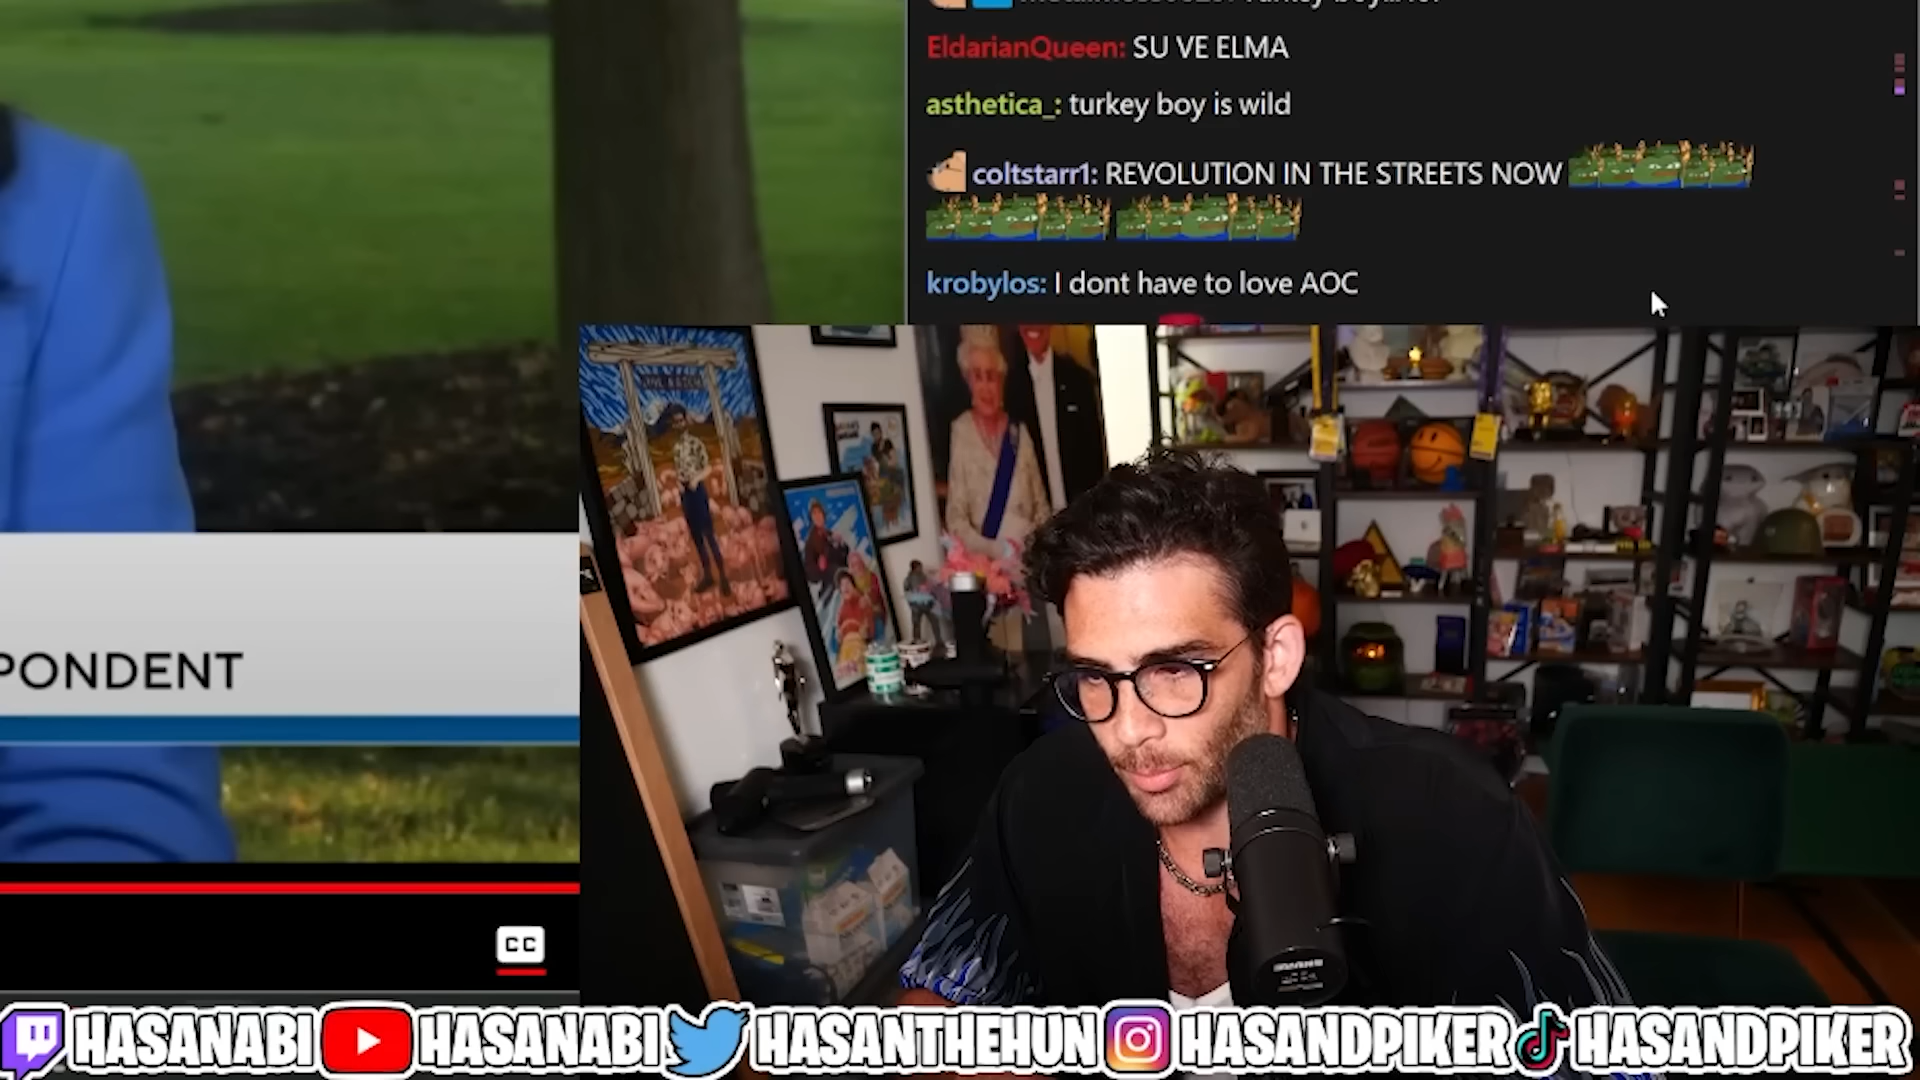 EldarianQueen: SU VE ELMA
asthetica_: turkey boy is wild
coltstarr1: REVOLUTION IN THE STREETS NOW
krobylos: I dont have to love AOC
PONDENT
CC
HASANABI HASANABI HASANTHEHUN HASANDPIKER HASANDPIKER